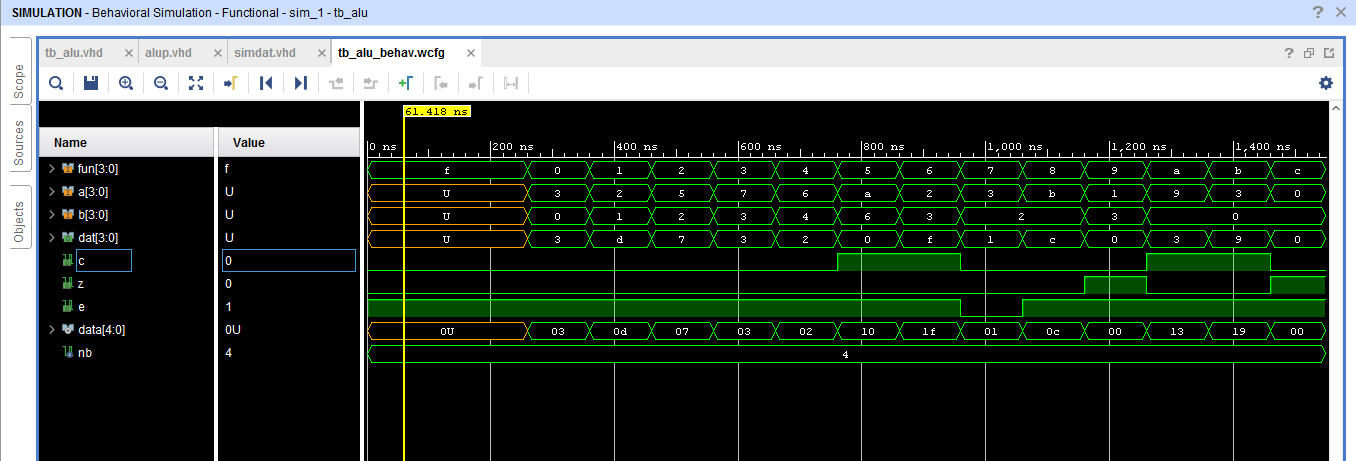 SIMULATION - Behavioral Simulation - Functional - sim_1 - tb_alu ? ×
Scope
Sources
Objects
tb_alu.vhd × alup.vhd × simdat.vhd × tb_alu_behav.wcfg × ?
61.418 ns
Name Value
0 ns 200 ns 400 ns 600 ns 800 ns 1,000 ns 1,200 ns 1,400 ns
fun[3:0] f f 0 1 2 3 4 5 6 7 8 9 a b c
a[3:0] U U 3 2 5 7 6 a 2 3 b 1 9 3 0
b[3:0] U U 0 1 2 3 4 6 3 2 3 0
dat[3:0] U U 3 d 7 3 2 0 f 1 c 0 3 9 0
c 0
z 0
e 1
data[4:0] 0U 0U 03 0d 07 03 02 10 1f 01 0c 00 13 19 00
nb 4 4